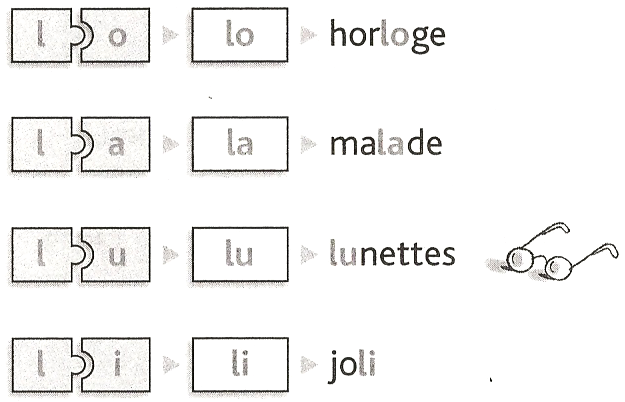 l o lo horloge
l a la malade
l u lu lunettes
l i li joli